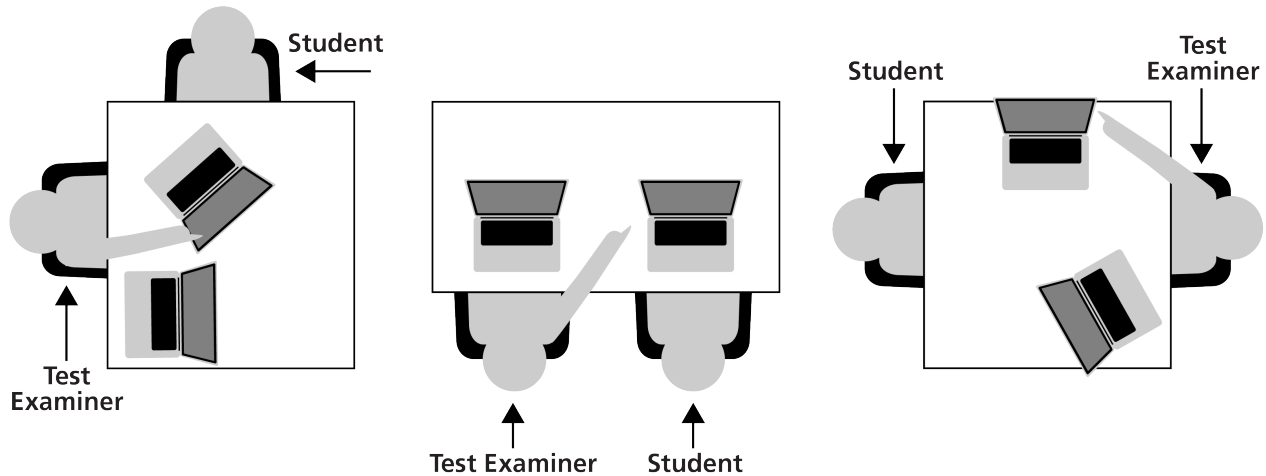 Student
Test
Examiner
Test Examiner
Student
Student
Test
Examiner